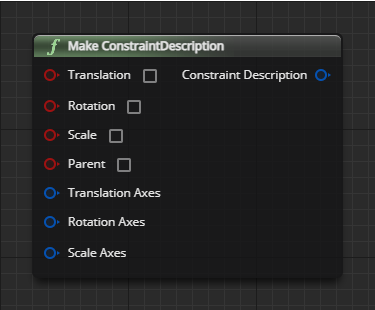 Make ConstraintDescription
Translation
Constraint Description
Rotation
Scale
Parent
Translation Axes
Rotation Axes
Scale Axes